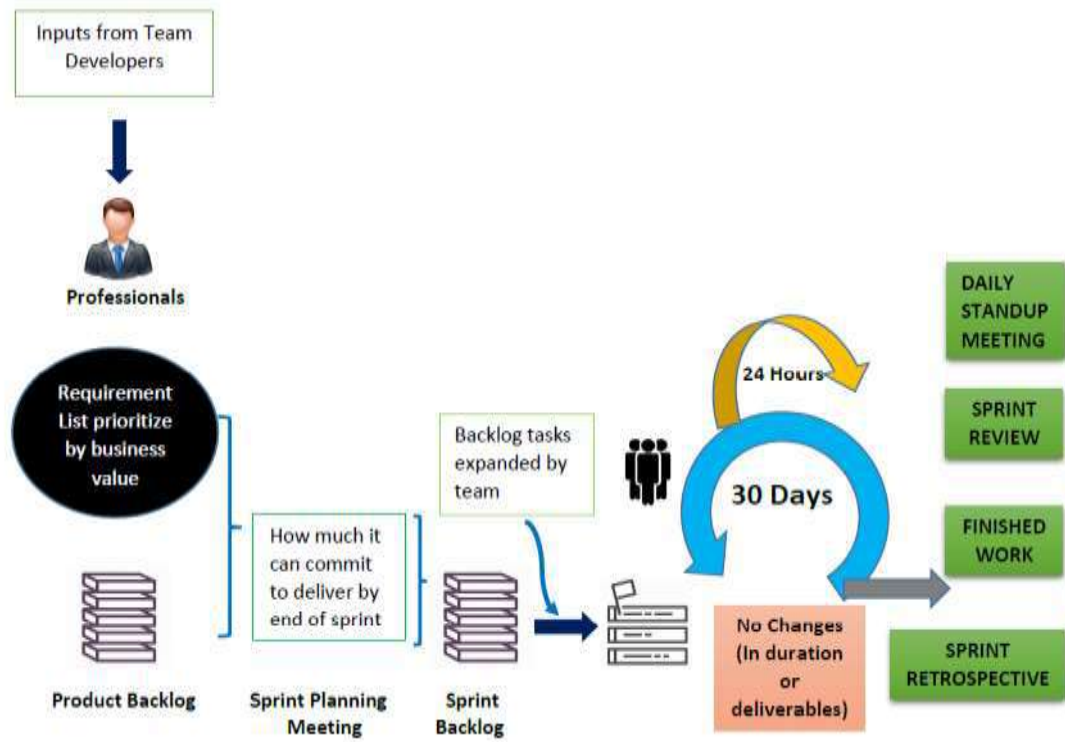 Inputs from Team
Developers
Professionals
Requirement
List prioritize
by business
value
Product Backlog
How much it
can commit
to deliver by
end of sprint
Sprint Planning
Meeting
Backlog tasks
expanded by
team
Sprint
Backlog
24 Hours
30 Days
No Changes
(In duration
or
deliverables)
DAILY
STANDUP
MEETING
SPRINT
REVIEW
FINISHED
WORK
SPRINT
RETROSPECTIVE